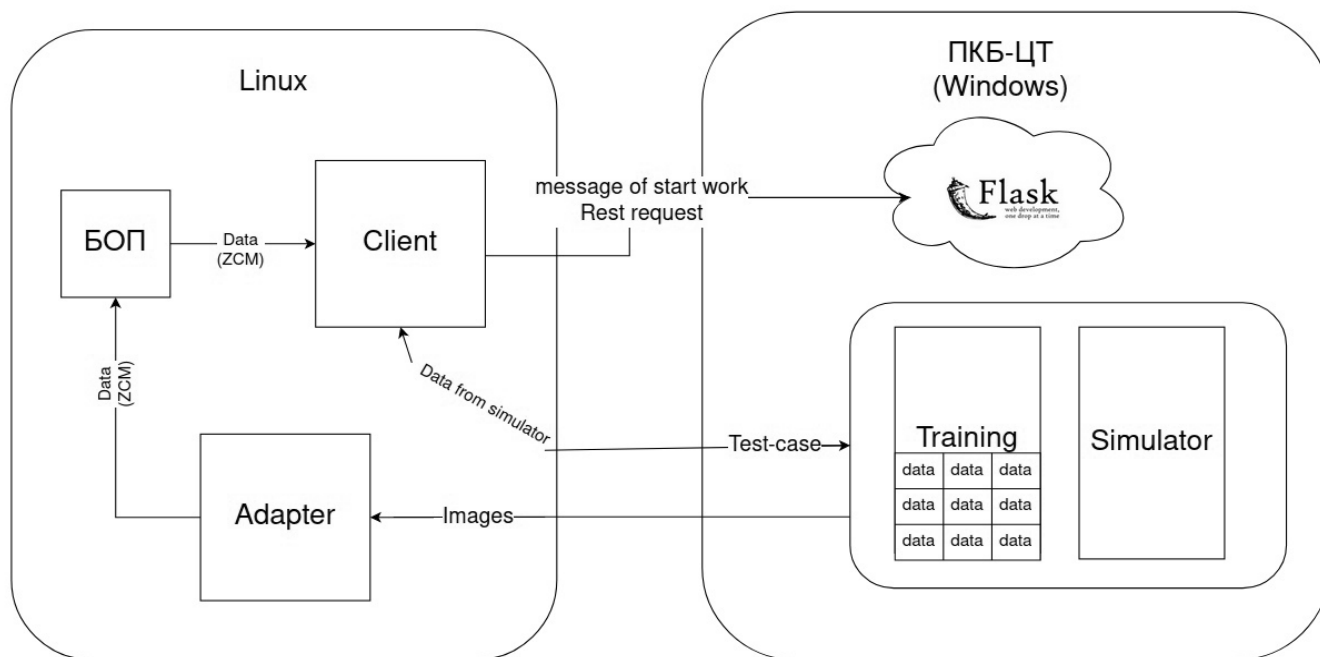 Linux
ПКБ-ЦТ
(Windows)
БОП
Data
(ZCM)
Client
message of start work
Rest request
Flask
web development,
one drop at a time
Data
(ZCM)
Data from simulator
Test-case
Training
data data data
data data data
data data data
Simulator
Adapter
Images